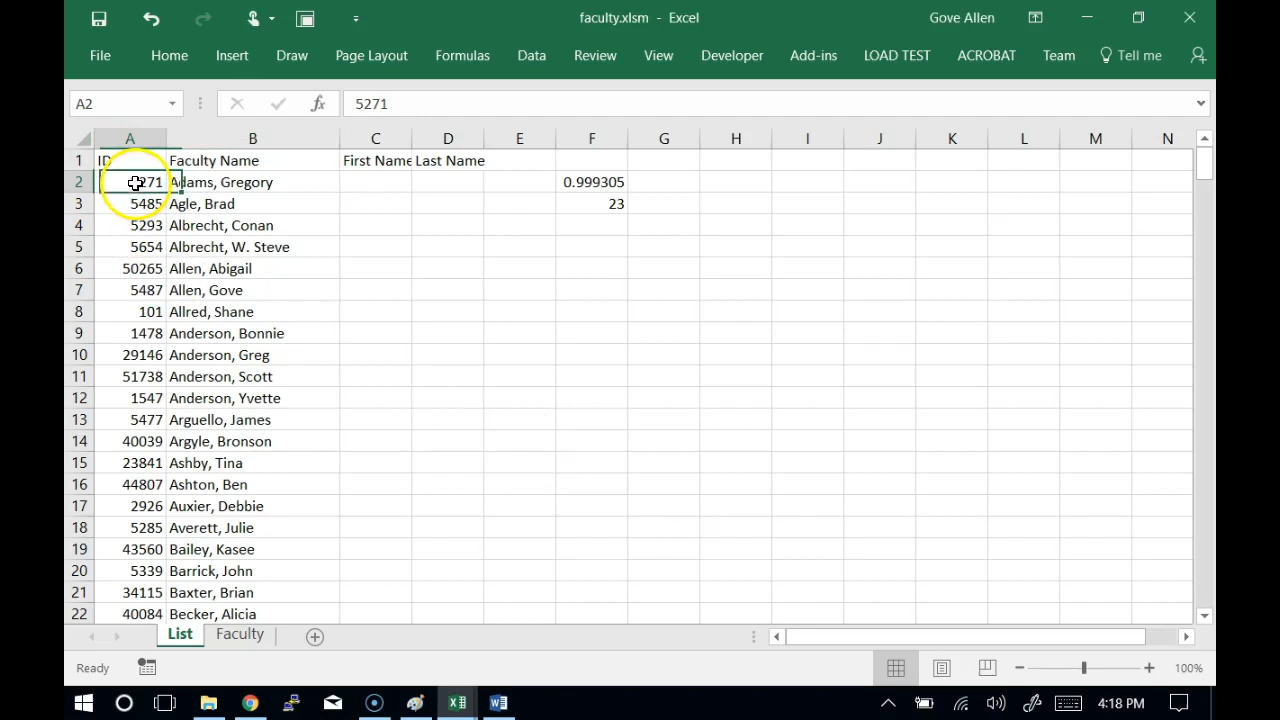 faculty.xlsm - Excel
Gove Allen
File Home Insert Draw Page Layout Formulas Data Review View Developer Add-ins LOAD TEST ACROBAT Team Tell me
A2 fx 5271
A B C D E F G H I J K L M N
1 ID Faculty Name First Name Last Name
2 271 Adams, Gregory 0.999305
3 5485 Agle, Brad 23
4 5293 Albrecht, Conan
5 5654 Albrecht, W. Steve
6 50265 Allen, Abigail
7 5487 Allen, Gove
8 101 Allred, Shane
9 1478 Anderson, Bonnie
10 29146 Anderson, Greg
11 51738 Anderson, Scott
12 1547 Anderson, Yvette
13 5477 Arguello, James
14 40039 Argyle, Bronson
15 23841 Ashby, Tina
16 44807 Ashton, Ben
17 2926 Auxier, Debbie
18 5285 Averett, Julie
19 43560 Bailey, Kasee
20 5339 Barrick, John
21 34115 Baxter, Brian
22 40084 Becker, Alicia
List Faculty
Ready 100%
4:18 PM